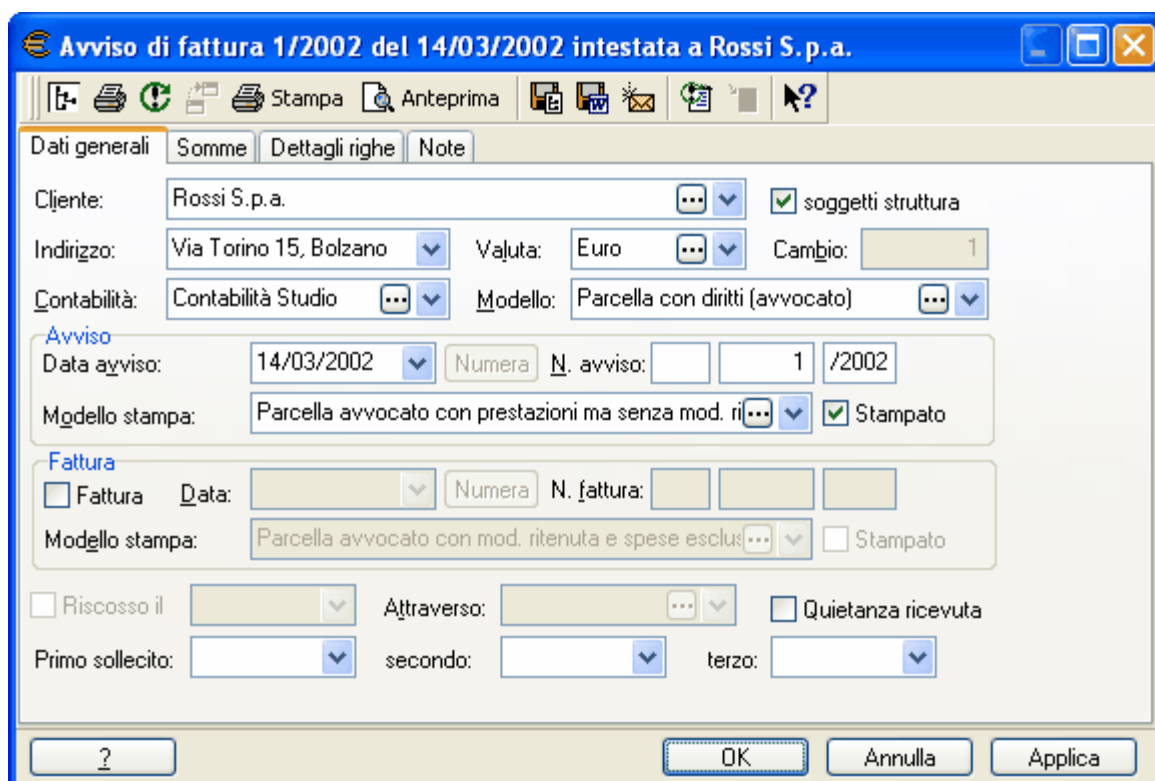 Avviso di fattura 1/2002 del 14/03/2002 intestata a Rossi S.p.a.
Stampa Anteprima
Dati generali Somme Dettagli righe Note
Cliente: Rossi S.p.a. soggetti struttura
Indirizzo: Via Torino 15, Bolzano Valuta: Euro Cambio: 1
Contabilità: Contabilità Studio Modello: Parcella con diritti (avvocato)
Avviso
Data avviso: 14/03/2002 Numera N. avviso: 1 /2002
Modello stampa: Parcella avvocato con prestazioni ma senza mod. ri Stampato
Fattura
Fattura Data: Numera N. fattura:
Modello stampa: Parcella avvocato con mod. ritenuta e spese esclus Stampato
Riscosso il Attraverso: Quietanza ricevuta
Primo sollecito: secondo: terzo:
? OK Annulla Applica